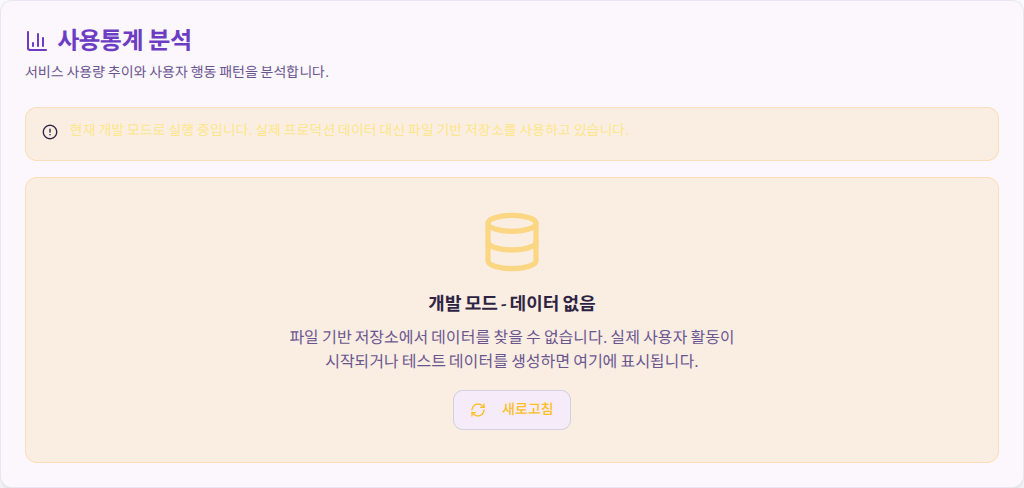 사용통계 분석
서비스 사용량 추이와 사용자 행동 패턴을 분석합니다.
현재 개발 모드로 실행 중입니다. 실제 프로덕션 데이터 대신 파일 기반 저장소를 사용하고 있습니다.
개발 모드 - 데이터 없음
파일 기반 저장소에서 데이터를 찾을 수 없습니다. 실제 사용자 활동이
시작되거나 테스트 데이터를 생성하면 여기에 표시됩니다.
새로고침